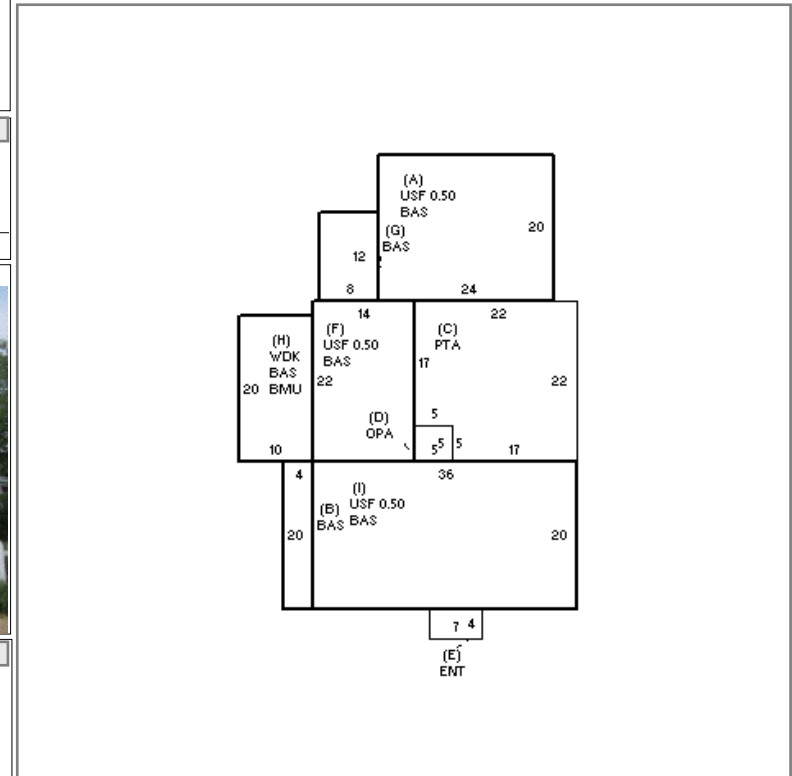 (A)
USF 0.50
BAS
20
(G)
BAS
12
8
24
14
22
(F)
USF 0.50
BAS
(C)
PTA
(H)
WDK
BAS
BMU
17
20
22
22
5
(D)
OPA
5
5
5
10
17
4
36
(I)
USF 0.50
BAS
(B)
BAS
20
20
7
4
(E)
ENT